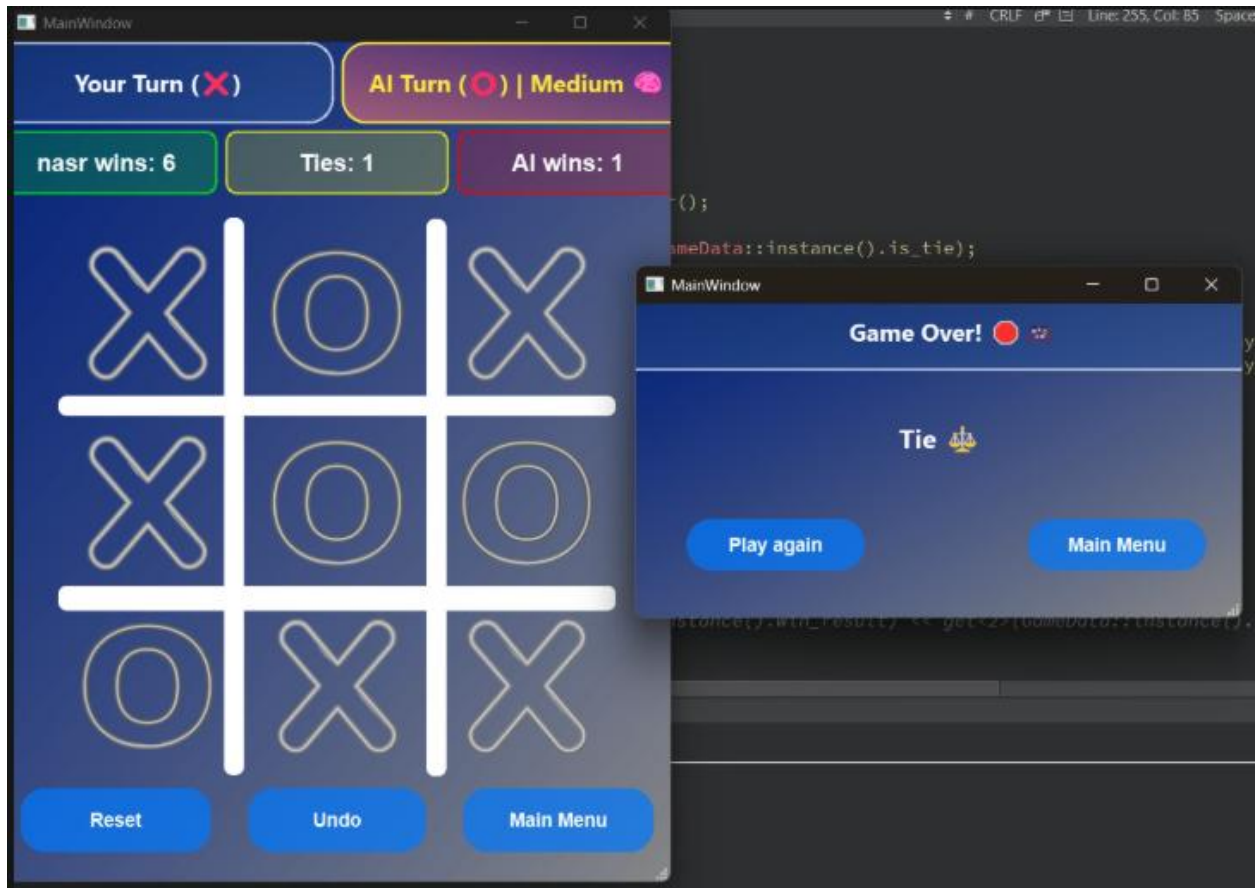 MainWindow
CRLF Line: 255, Col: 85 Space
Your Turn (❌)
AI Turn (⭕) | Medium 🧠
nasr wins: 6
Ties: 1
AI wins: 1
X O X
X O O
O X X
Reset
Undo
Main Menu
();
meData::instance().is_tie);
MainWindow
Game Over! 🛑
Tie ⚖️
Play again
Main Menu